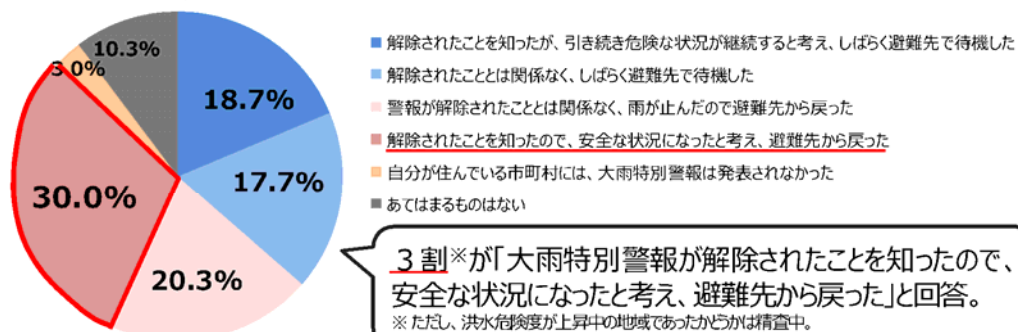 10.3%
3.0%
18.7%
17.7%
30.0%
20.3%
解除されたことを知ったが、引き続き危険な状況が継続すると考え、しばらく避難先で待機した
解除されたこととは関係なく、しばらく避難先で待機した
警報が解除されたこととは関係なく、雨が止んだので避難先から戻った
解除されたことを知ったので、安全な状況になったと考え、避難先から戻った
自分が住んでいる市町村には、大雨特別警報は発表されなかった
あてはまるものはない
3割※が「大雨特別警報が解除されたことを知ったので、
安全な状況になったと考え、避難先から戻った」と回答。
※ ただし、洪水危険度が上昇中の地域であったかどうかは精査中。